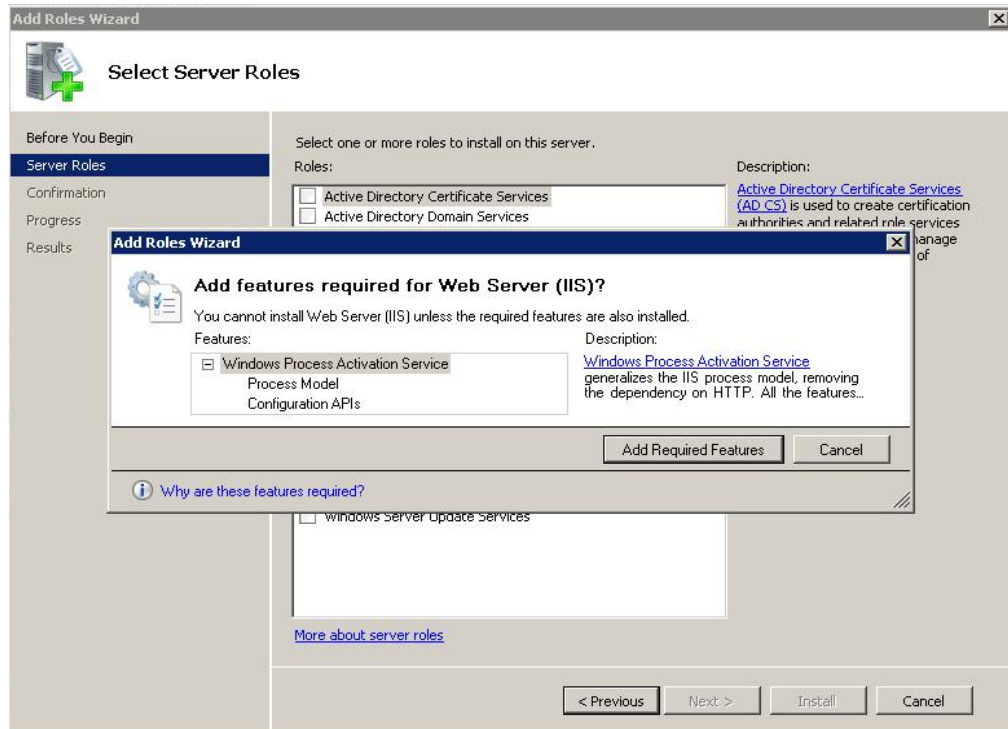 Add Roles Wizard
Select Server Roles
Before You Begin
Server Roles
Confirmation
Progress
Results
Select one or more roles to install on this server.
Roles:
Active Directory Certificate Services
Active Directory Domain Services
Description:
Active Directory Certificate Services
(AD CS) is used to create certification
authorities and related role services
of
Add Roles Wizard
Add features required for Web Server (IIS)?
You cannot install Web Server (IIS) unless the required features are also installed.
Features:
Windows Process Activation Service
Process Model
Configuration APIs
Description:
Windows Process Activation Service
generalizes the IIS process model, removing
the dependency on HTTP. All the features...
Add Required Features
Cancel
Why are these features required?
Windows Server Update Services
More about server roles
< Previous
Next >
Install
Cancel